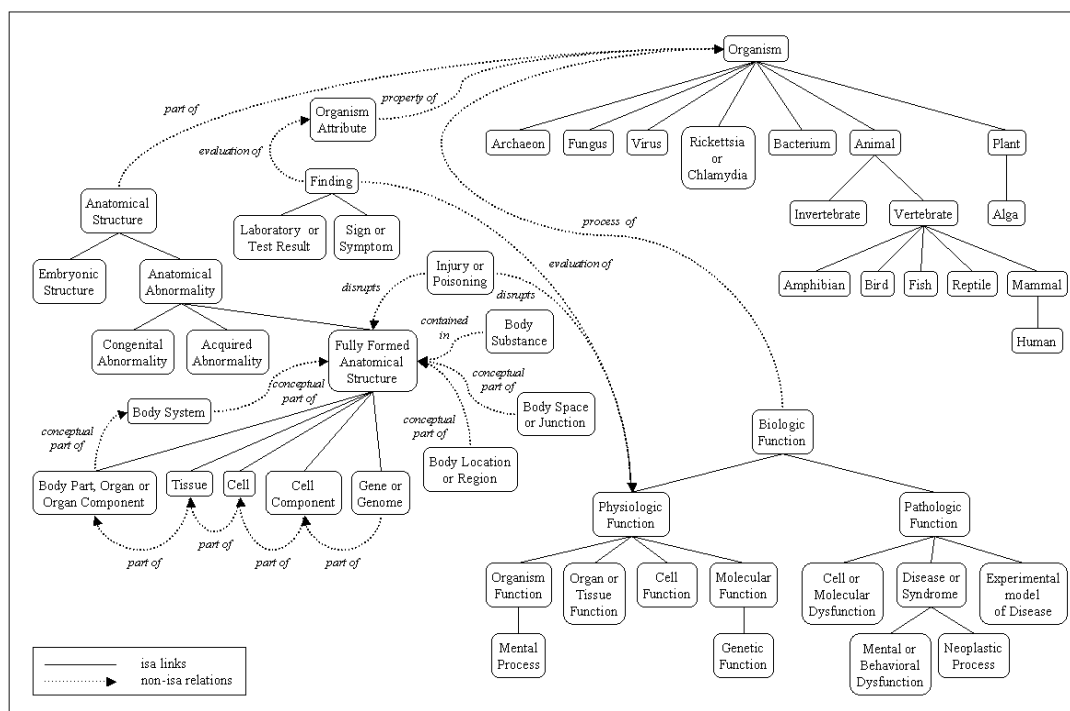 Organism
part of
property of
Organism
Attribute
evaluation of
Archaeon
Fungus
Virus
Rickettsia
or
Chlamydia
Bacterium
Animal
Plant
Finding
Anatomical
Structure
Laboratory or
Test Result
Sign or
Symptom
Invertebrate
Vertebrate
Alga
process of
Embryonic
Structure
Anatomical
Abnormality
Injury or
Poisoning
evaluation of
disrupts
disrupts
Amphibian
Bird
Fish
Reptile
Mammal
Congenital
Abnormality
Acquired
Abnormality
Fully Formed
Anatomical
Structure
contained
in
Body
Substance
Human
conceptual
part of
conceptual
part of
Body System
Body Space
or Junction
conceptual
part of
conceptual
part of
Body Location
or Region
Biologic
Function
Body Part, Organ or
Organ Component
Tissue
Cell
Cell
Component
Gene or
Genome
part of
part of
part of
part of
Physiologic
Function
Pathologic
Function
Organism
Function
Organ or
Tissue
Function
Cell
Function
Molecular
Function
Cell or
Molecular
Dysfunction
Disease or
Syndrome
Experimental
model
of Disease
Mental
Process
Genetic
Function
Mental or
Behavioral
Dysfunction
Neoplastic
Process
isa links
non-isa relations